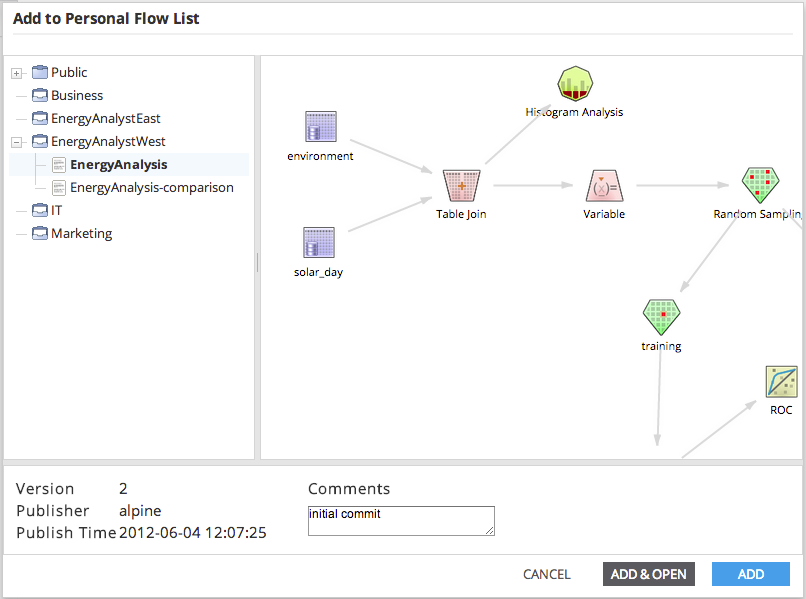 Add to Personal Flow List
Public
Business
EnergyAnalystEast
EnergyAnalystWest
EnergyAnalysis
EnergyAnalysis-comparison
IT
Marketing
Histogram Analysis
environment
Table Join
Variable
Random Samplin
solar_day
training
ROC
Version 2
Publisher alpine
Publish Time 2012-06-04 12:07:25
Comments
initial commit
CANCEL
ADD & OPEN
ADD